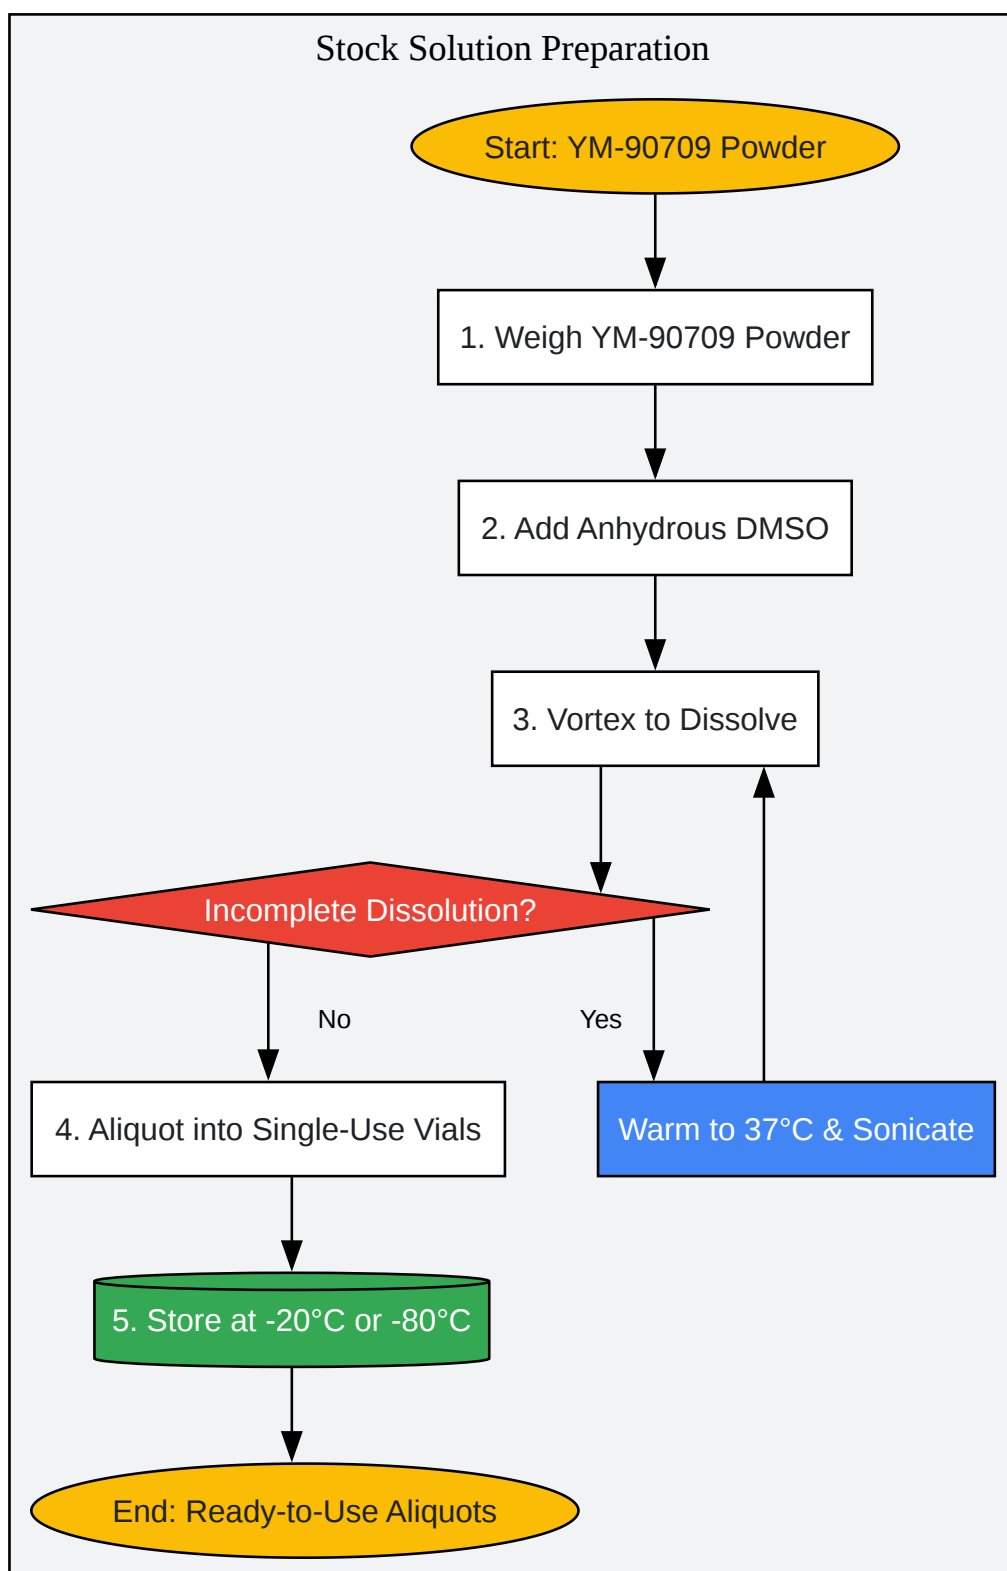 Stock Solution Preparation
Start: YM-90709 Powder
1. Weigh YM-90709 Powder
2. Add Anhydrous DMSO
3. Vortex to Dissolve
Incomplete Dissolution?
No
Yes
4. Aliquot into Single-Use Vials
Warm to 37°C & Sonicate
5. Store at -20°C or -80°C
End: Ready-to-Use Aliquots